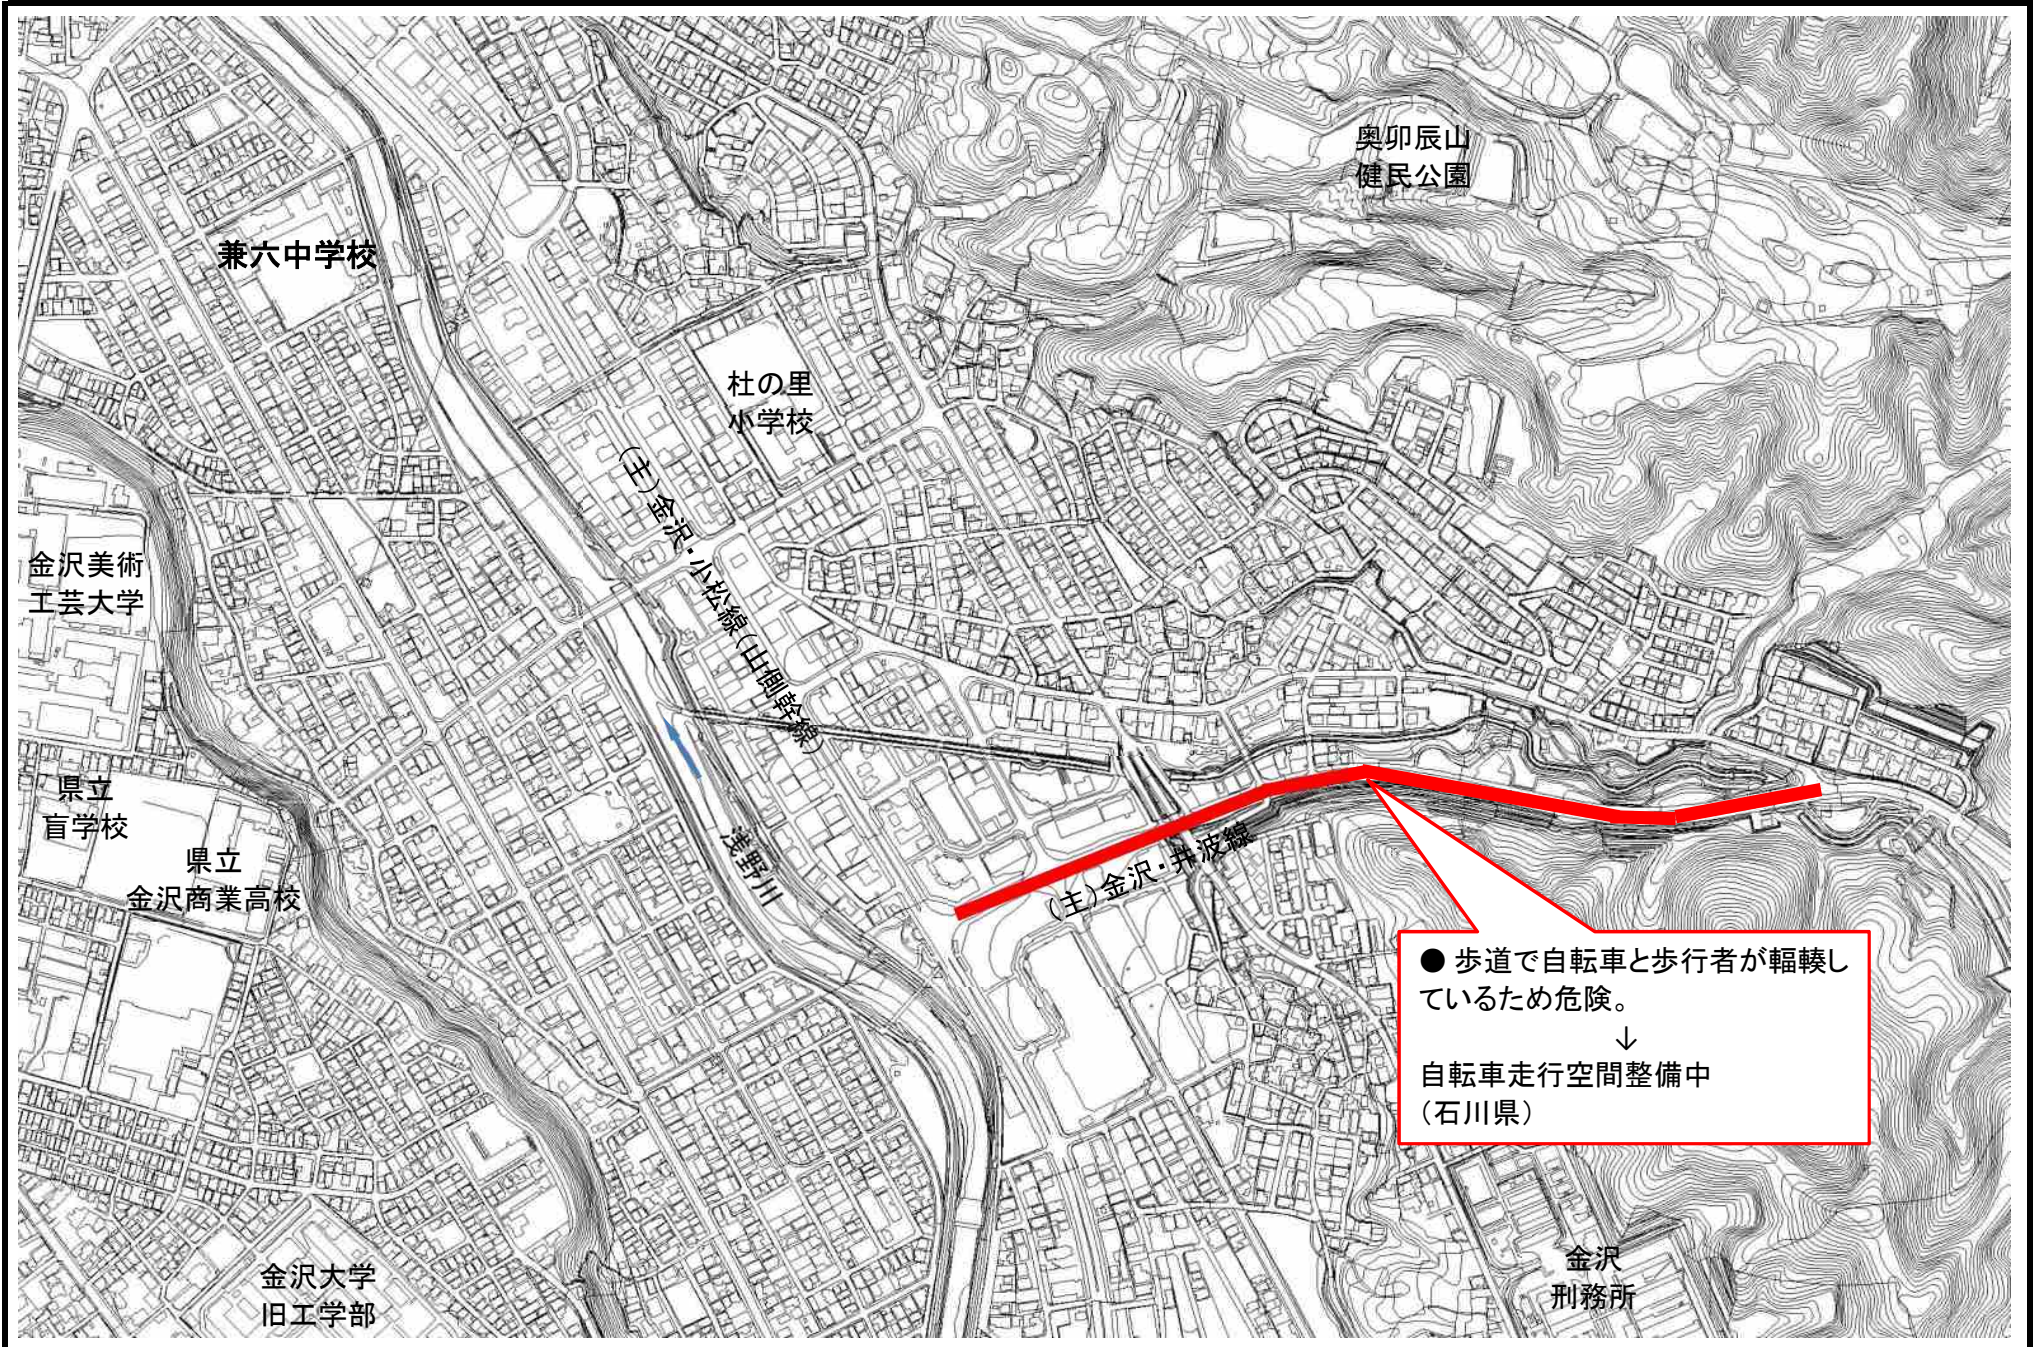 奥卯辰山
健民公園
兼六中学校
杜の里
小学校
(主)金沢・小松線(山側幹線)
金沢美術
工芸大学
県立
盲学校
県立
金沢商業高校
浅野川
(主)金沢・井波線
● 歩道で自転車と歩行者が輻輳し
ているため危険。
↓
自転車走行空間整備中
(石川県)
金沢大学
旧工学部
金沢
刑務所